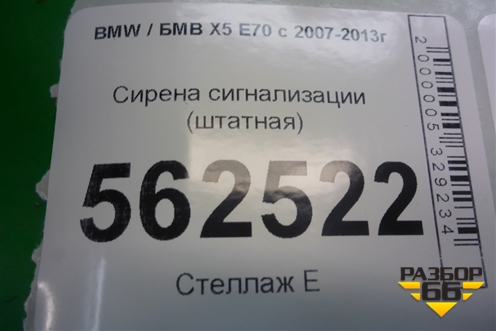 BMW / БМВ X5 E70 с 2007-2013г
Сирена сигнализации
(штатная)
562522
Стеллаж Е
2000005329234
РАЗБОР
66